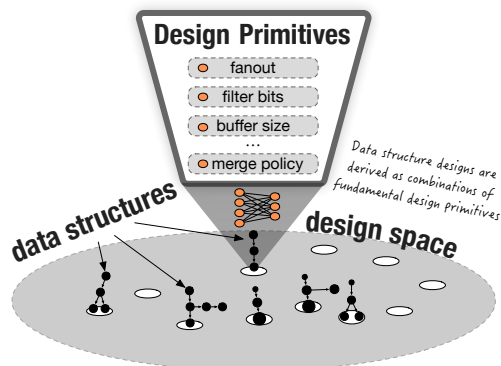 Design Primitives
fanout
filter bits
buffer size
...
merge policy
Data structure designs are
derived as combinations of
fundamental design primitives
data structures
design space